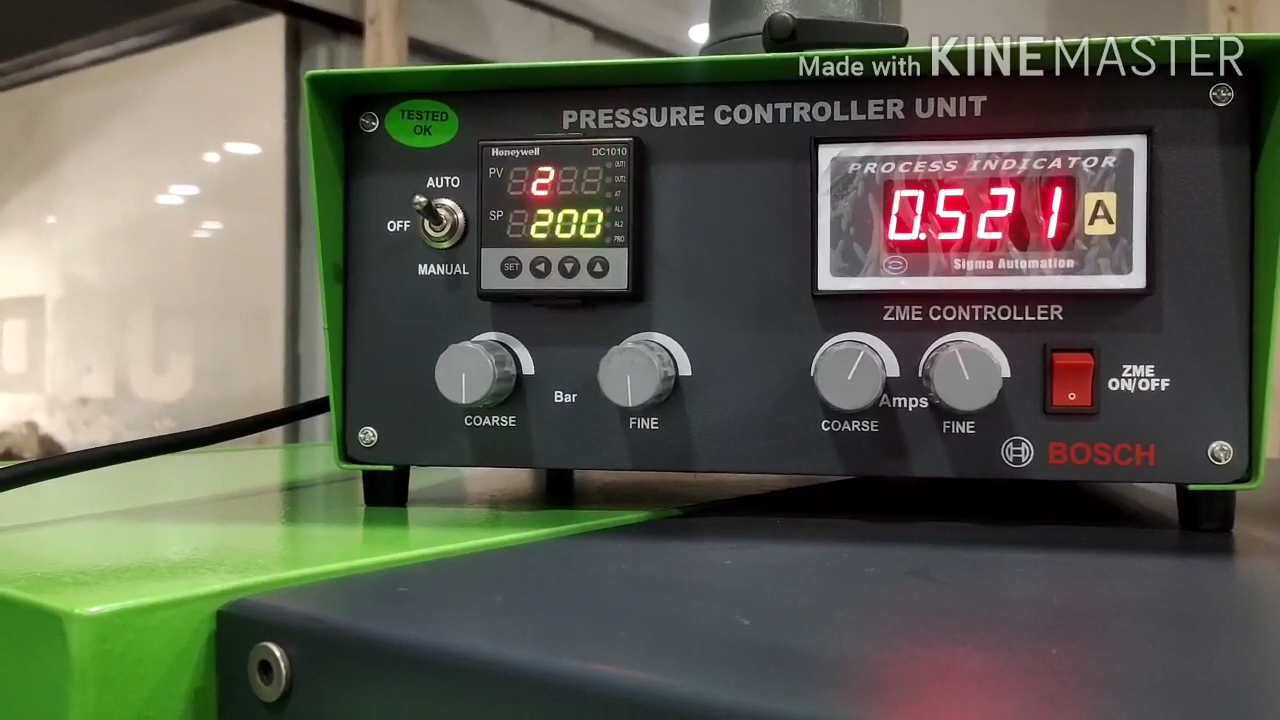 Made with KINEMASTER
TESTED
OK
PRESSURE CONTROLLER UNIT
Honeywell DC1010
PV 2
SP 200
OUT1
OUT2
AT
AL1
AL2
PRO
SET
AUTO
OFF
MANUAL
PROCESS INDICATOR
0.521 A
Sigma Automation
ZME CONTROLLER
COARSE
Bar
FINE
COARSE
Amps
FINE
ZME
ON/OFF
BOSCH